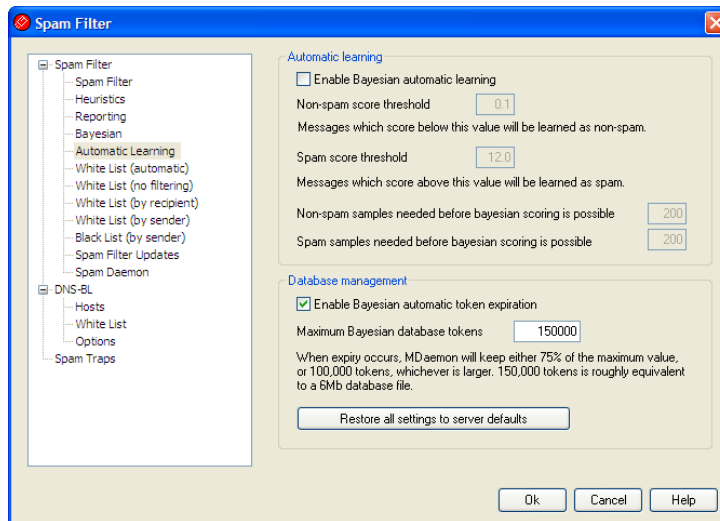 Spam Filter
Spam Filter
Spam Filter
Heuristics
Reporting
Bayesian
Automatic Learning
White List (automatic)
White List (no filtering)
White List (by recipient)
White List (by sender)
Black List (by sender)
Spam Filter Updates
Spam Daemon
DNS-BL
Hosts
White List
Options
Spam Traps
Automatic learning
Enable Bayesian automatic learning
Non-spam score threshold 0.1
Messages which score below this value will be learned as non-spam.
Spam score threshold 12.0
Messages which score above this value will be learned as spam.
Non-spam samples needed before bayesian scoring is possible 200
Spam samples needed before bayesian scoring is possible 200
Database management
Enable Bayesian automatic token expiration
Maximum Bayesian database tokens 150000
When expiry occurs, MDaemon will keep either 75% of the maximum value,
or 100,000 tokens, whichever is larger. 150,000 tokens is roughly equivalent
to a 6Mb database file.
Restore all settings to server defaults
Ok Cancel Help